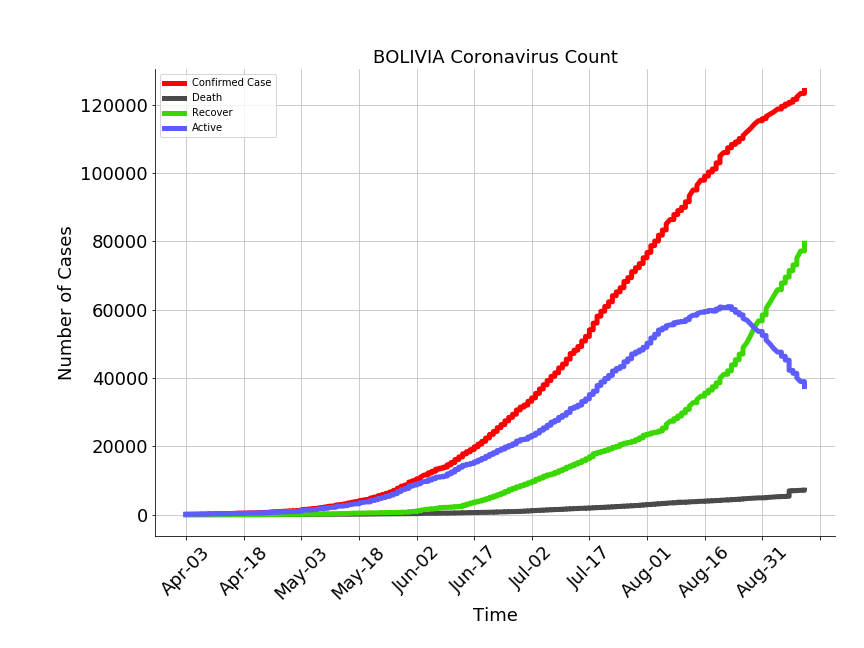 BOLIVIA Coronavirus Count
Confirmed Case
Death
Recover
Active
120000
100000
80000
60000
40000
20000
0
Number of Cases
Apr-03
Apr-18
May-03
May-18
Jun-02
Jun-17
Jul-02
Jul-17
Aug-01
Aug-16
Aug-31
Time